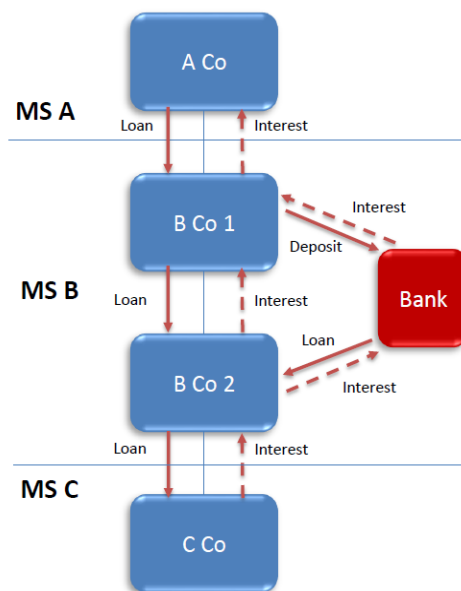 A Co
MS A
Loan
Interest
Interest
B Co 1
Deposit
MS B
Loan
Interest
Bank
Loan
B Co 2
Interest
Loan
Interest
MS C
C Co